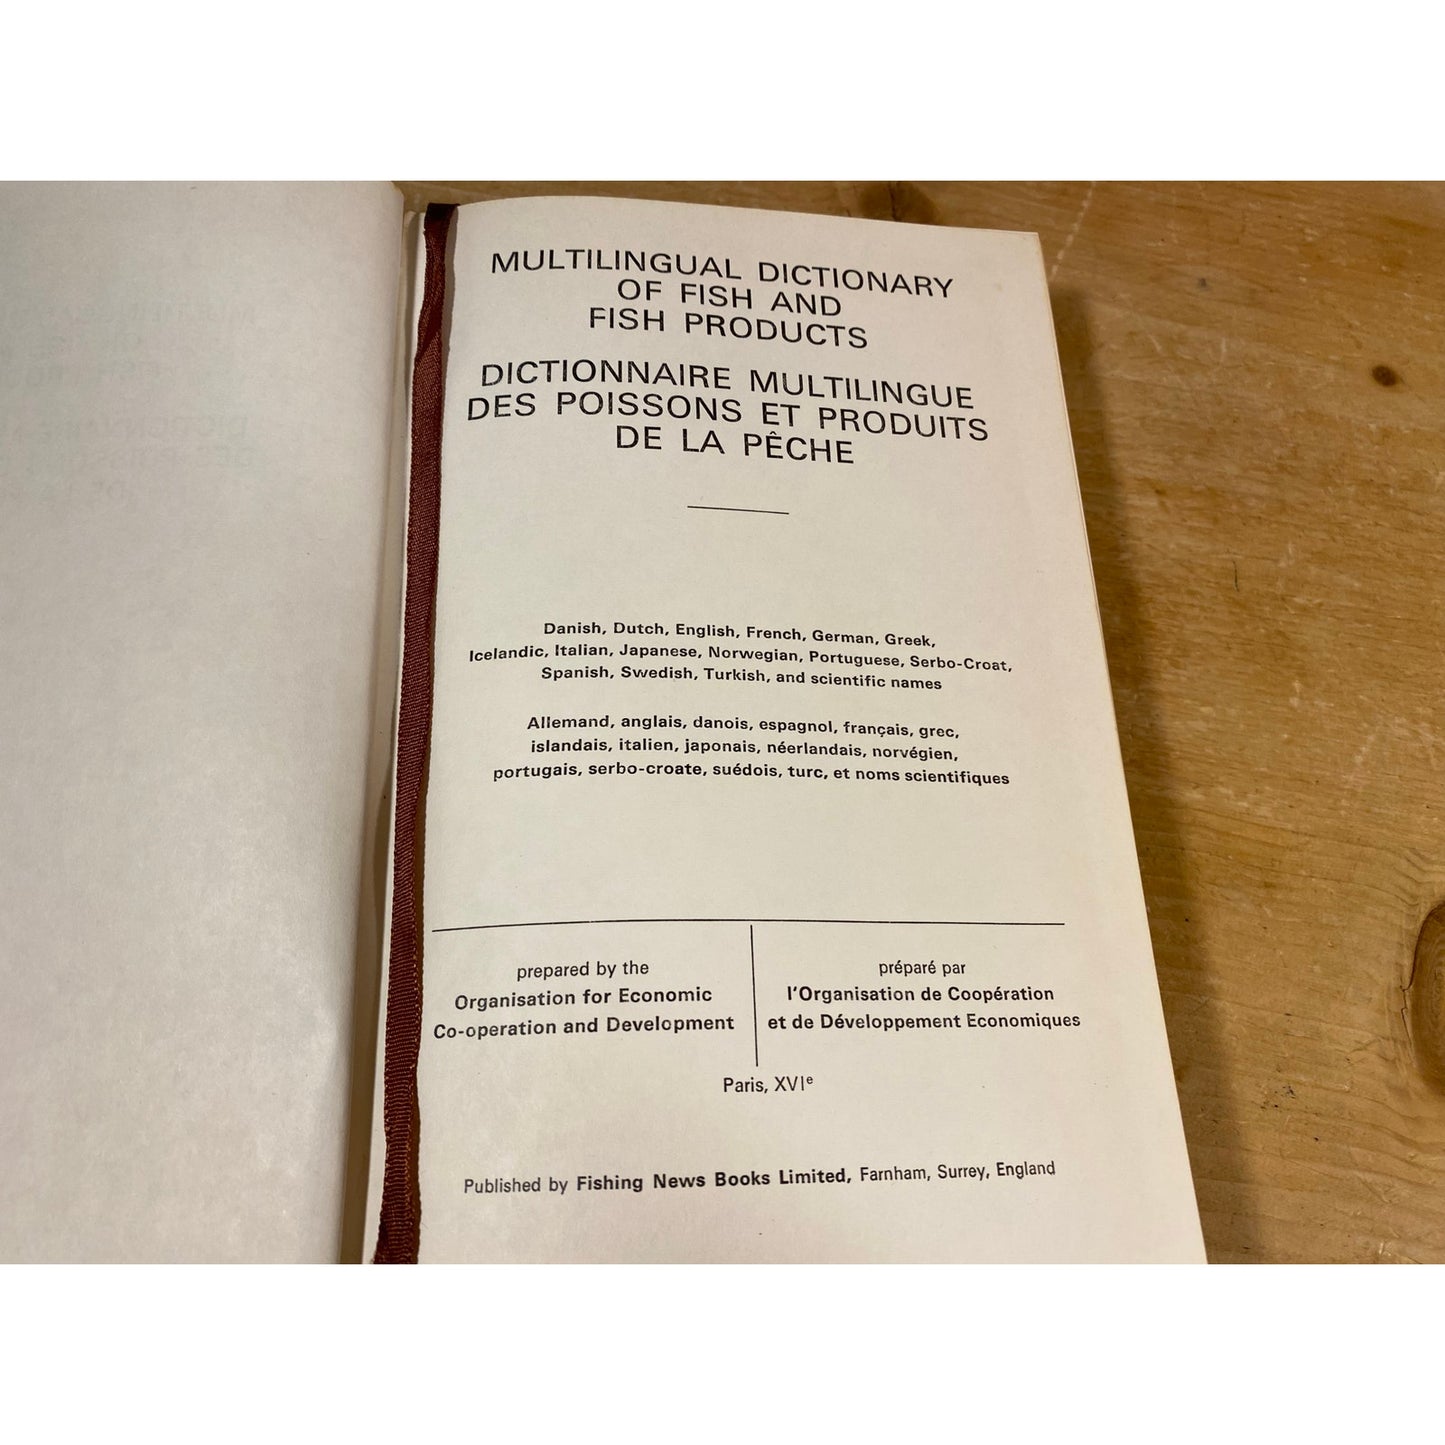 MULTILINGUAL DICTIONARY
OF FISH AND
FISH PRODUCTS
DICTIONNAIRE MULTILINGUE
DES POISSONS ET PRODUITS
DE LA PÊCHE
Danish, Dutch, English, French, German, Greek,
Icelandic, Italian, Japanese, Norwegian, Portuguese, Serbo-Croat,
Spanish, Swedish, Turkish, and scientific names
Allemand, anglais, danois, espagnol, français, grec,
islandais, italien, japonais, néerlandais, norvégien,
portugais, serbo-croate, suédois, turc, et noms scientifiques
prepared by the
Organisation for Economic
Co-operation and Development
préparé par
l'Organisation de Coopération
et de Développement Economiques
Paris, XVIe
Published by Fishing News Books Limited, Farnham, Surrey, England